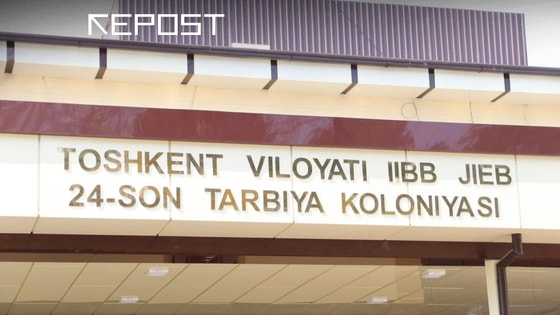 REPOST
TOSHKENT VILOYATI IIBB JIEB
24-SON TARBIYA KOLONIYASI